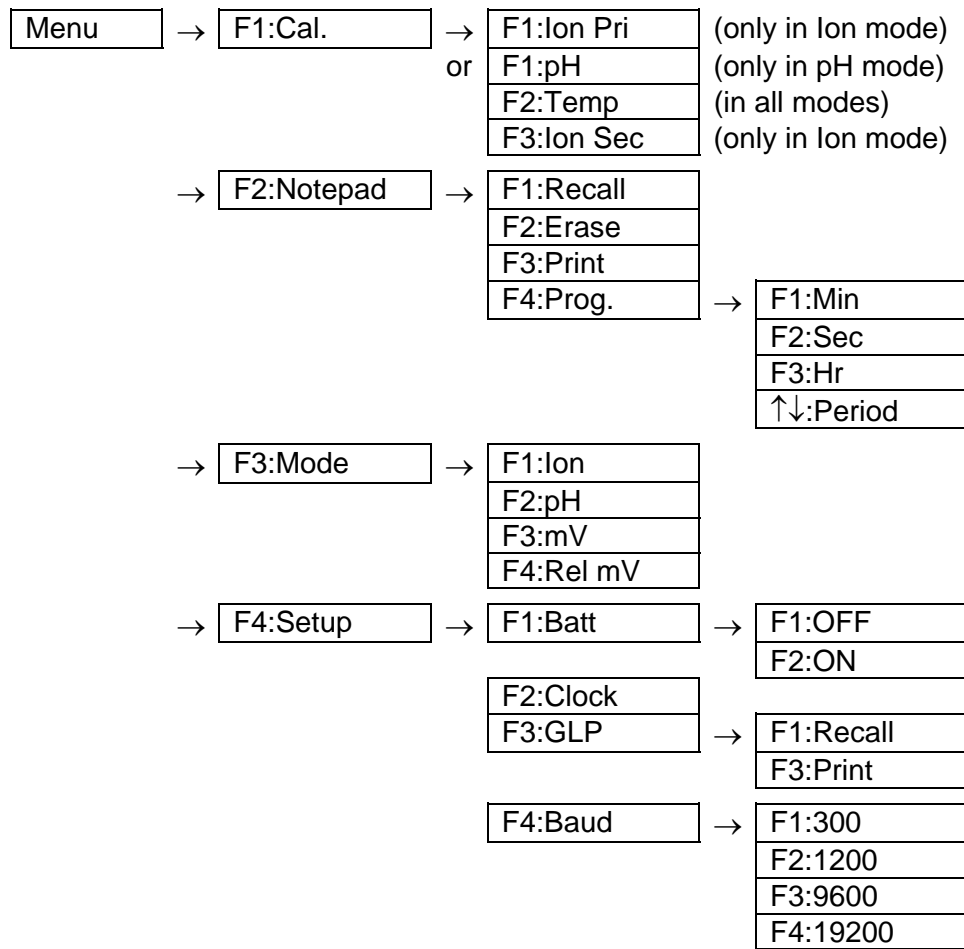 Menu → F1:Cal. → F1:Ion Pri (only in Ion mode)
or F1:pH (only in pH mode)
F2:Temp (in all modes)
F3:Ion Sec (only in Ion mode)
→ F2:Notepad → F1:Recall
F2:Erase
F3:Print
F4:Prog. → F1:Min
F2:Sec
F3:Hr
↑↓:Period
→ F3:Mode → F1:Ion
F2:pH
F3:mV
F4:Rel mV
→ F4:Setup → F1:Batt → F1:OFF
F2:ON
F2:Clock
F3:GLP → F1:Recall
F3:Print
F4:Baud → F1:300
F2:1200
F3:9600
F4:19200